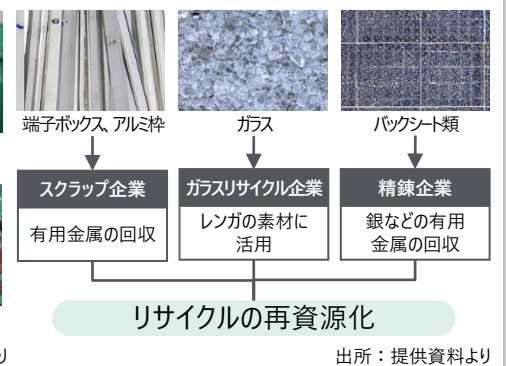 端子ボックス、アルミ枠
ガラス
バックシート類
スクラップ企業
有用金属の回収
ガラスリサイクル企業
レンガの素材に
活用
精錬企業
銀などの有用
金属の回収
リサイクルの再資源化
り
出所：提供資料より